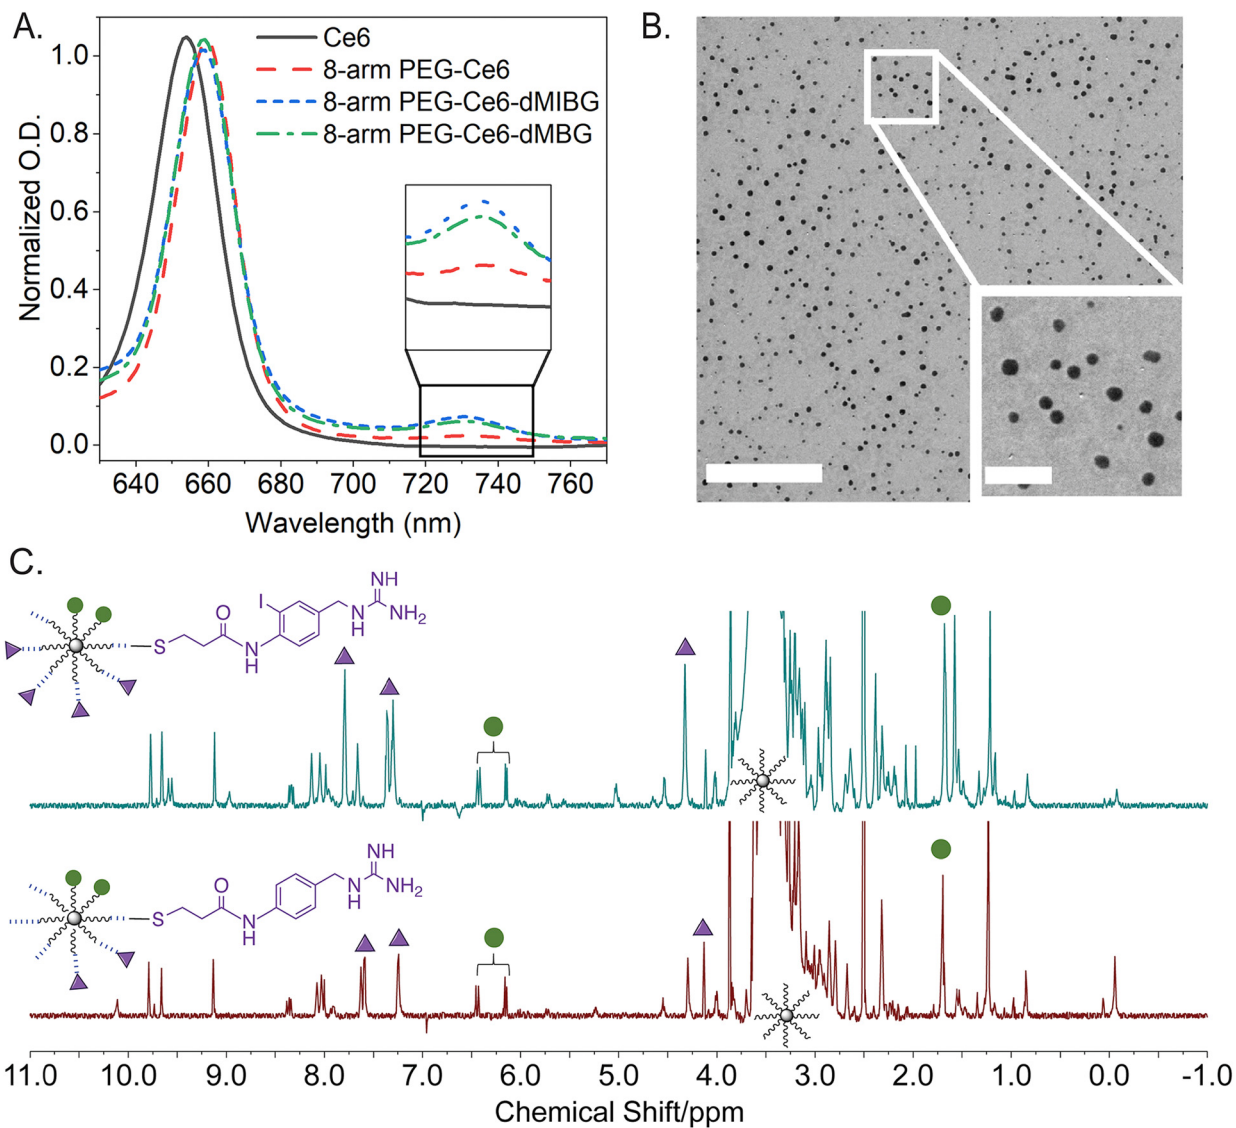 A.
Ce6
8-arm PEG-Ce6
8-arm PEG-Ce6-dMIBG
8-arm PEG-Ce6-dMBG
1.0
0.8
0.6
0.4
0.2
0.0
Normalized O.D.
640 660 680 700 720 740 760
Wavelength (nm)
B.
C.
NH
I
O
N
H
NH2
S
N
H
NH
O
N
H
NH2
S
N
H
11.0 10.0 9.0 8.0 7.0 6.0 5.0 4.0 3.0 2.0 1.0 0.0 -1.0
Chemical Shift/ppm